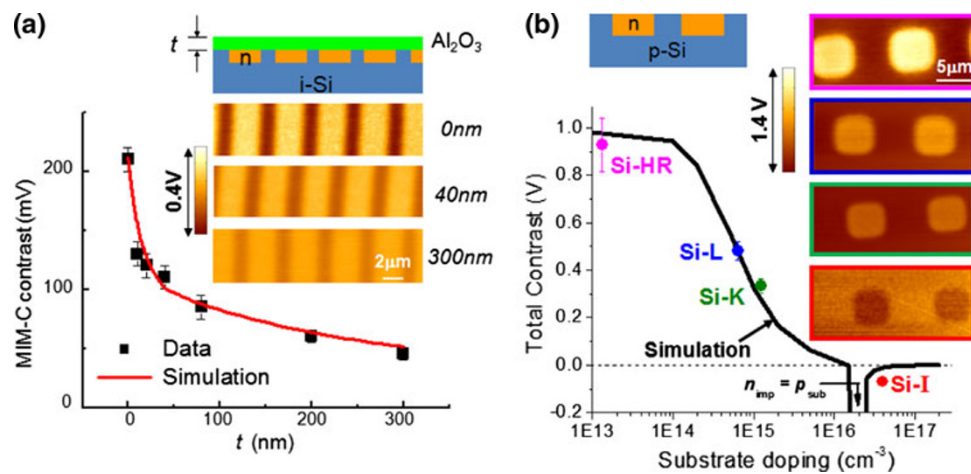 (a)
t
Al₂O₃
n
i-Si
0nm
40nm
300nm
2μm
0.4V
MIM-C contrast (mV)
200
100
0
Data
Simulation
0 100 200 300
t (nm)
(b)
n
p-Si
5μm
1.4 V
Total Contrast (V)
1.0
0.8
0.6
0.4
0.2
0.0
-0.2
Si-HR
Si-L
Si-K
Simulation
n imp = p sub
Si-I
1E13 1E14 1E15 1E16 1E17
Substrate doping (cm⁻³)